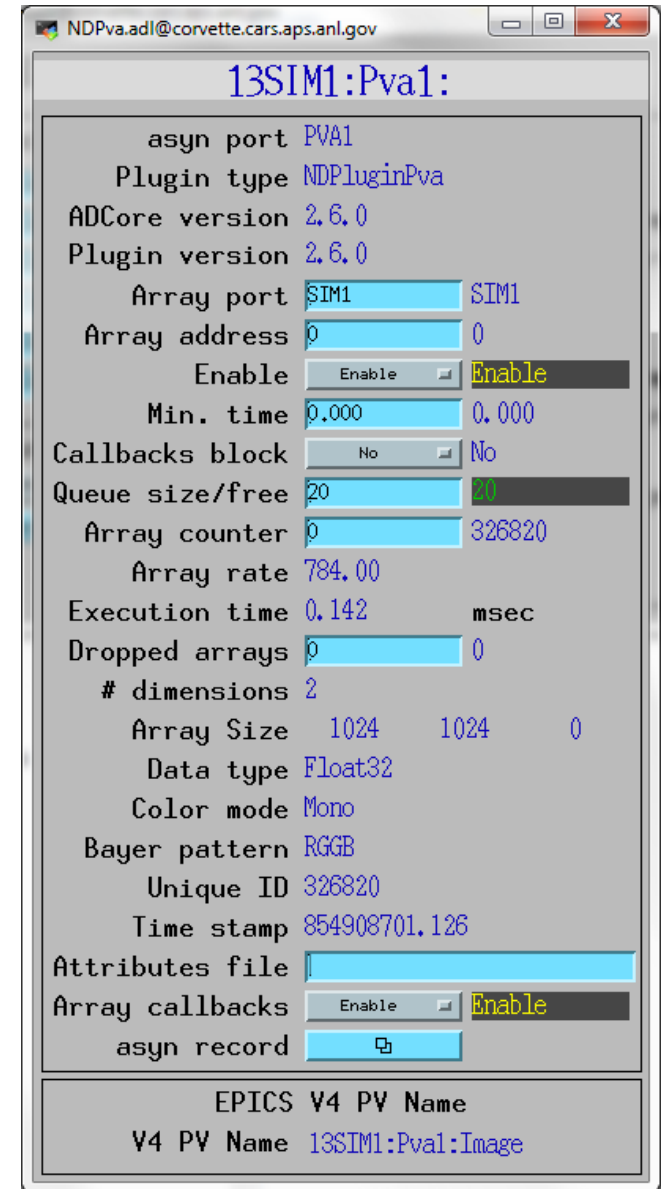 NDPva.adl@corvette.cars.aps.anl.gov
13SIM1:Pva1:
asyn port PVA1
Plugin type NDPluginPva
ADCore version 2.6.0
Plugin version 2.6.0
Array port SIM1 SIM1
Array address 0 0
Enable Enable Enable
Min. time 0.000 0.000
Callbacks block No No
Queue size/free 20 20
Array counter 0 326820
Array rate 784.00
Execution time 0.142 msec
Dropped arrays 0 0
# dimensions 2
Array Size 1024 1024 0
Data type Float32
Color mode Mono
Bayer pattern RGGB
Unique ID 326820
Time stamp 854908701.126
Attributes file
Array callbacks Enable Enable
asyn record
EPICS V4 PV Name
V4 PV Name 13SIM1:Pva1:Image